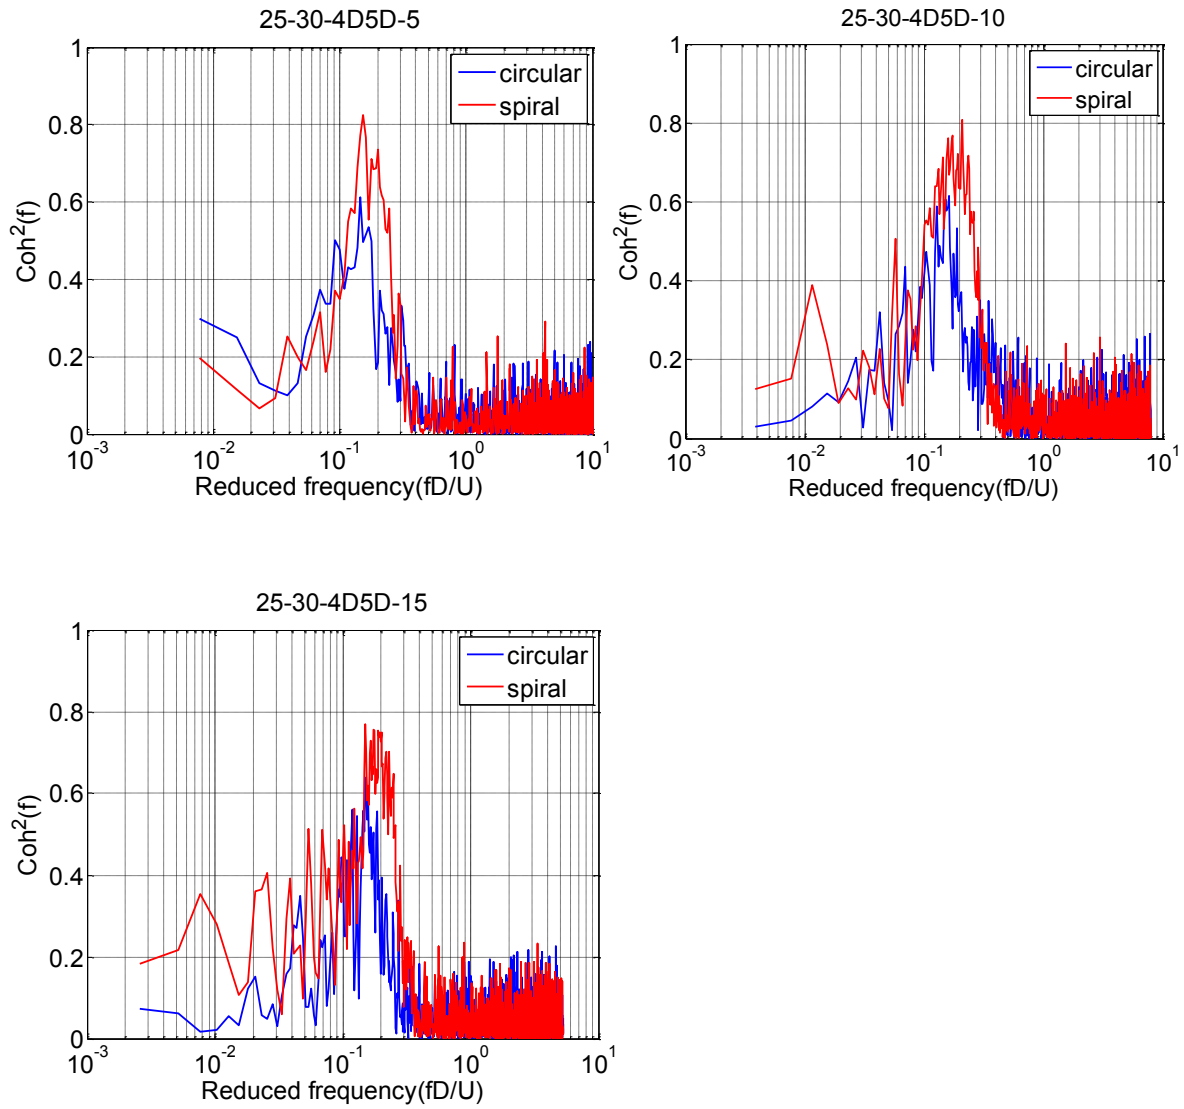 25-30-4D5D-5
circular
spiral
1
0.8
0.6
0.4
0.2
0
Coh²(f)
10⁻³ 10⁻² 10⁻¹ 10⁰ 10¹
Reduced frequency(fD/U)
25-30-4D5D-10
circular
spiral
1
0.8
0.6
0.4
0.2
0
Coh²(f)
10⁻³ 10⁻² 10⁻¹ 10⁰ 10¹
Reduced frequency(fD/U)
25-30-4D5D-15
circular
spiral
1
0.8
0.6
0.4
0.2
0
Coh²(f)
10⁻³ 10⁻² 10⁻¹ 10⁰ 10¹
Reduced frequency(fD/U)